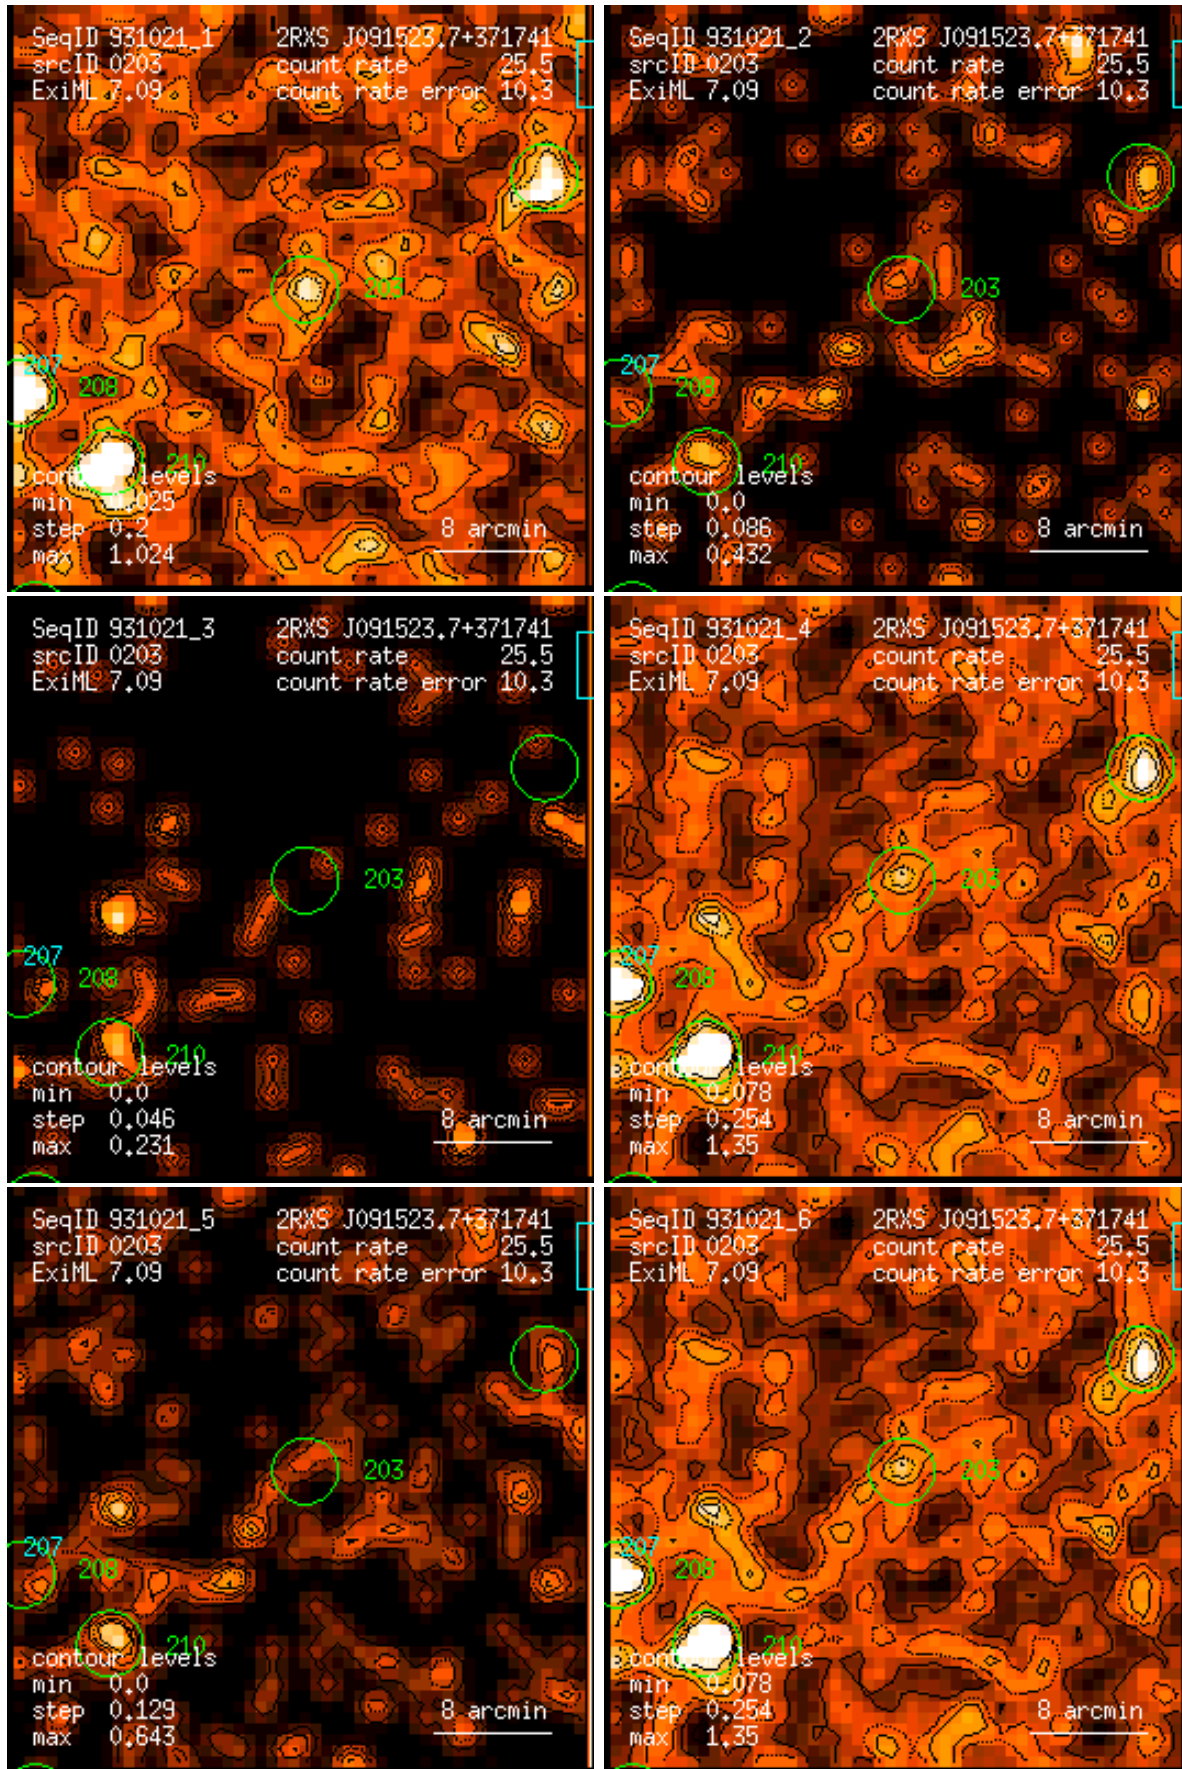 SeqID 931021_1 2RXS J091523.7+371741
srcID 0203 count rate 25.5
ExiML 7.09 count rate error 10.3
203
207
208
210
contour levels
min 0.025
step 0.2 8 arcmin
max 1.024
SeqID 931021_2 2RXS J091523.7+371741
srcID 0203 count rate 25.5
ExiML 7.09 count rate error 10.3
203
207
208
210
contour levels
min 0.0
step 0.086 8 arcmin
max 0.432
SeqID 931021_3 2RXS J091523.7+371741
srcID 0203 count rate 25.5
ExiML 7.09 count rate error 10.3
203
207
208
210
contour levels
min 0.0
step 0.046 8 arcmin
max 0.231
SeqID 931021_4 2RXS J091523.7+371741
srcID 0203 count rate 25.5
ExiML 7.09 count rate error 10.3
203
207
208
210
contour levels
min 0.078
step 0.254 8 arcmin
max 1.35
SeqID 931021_5 2RXS J091523.7+371741
srcID 0203 count rate 25.5
ExiML 7.09 count rate error 10.3
203
207
208
210
contour levels
min 0.0
step 0.129 8 arcmin
max 0.643
SeqID 931021_6 2RXS J091523.7+371741
srcID 0203 count rate 25.5
ExiML 7.09 count rate error 10.3
203
207
208
210
contour levels
min 0.078
step 0.254 8 arcmin
max 1.35